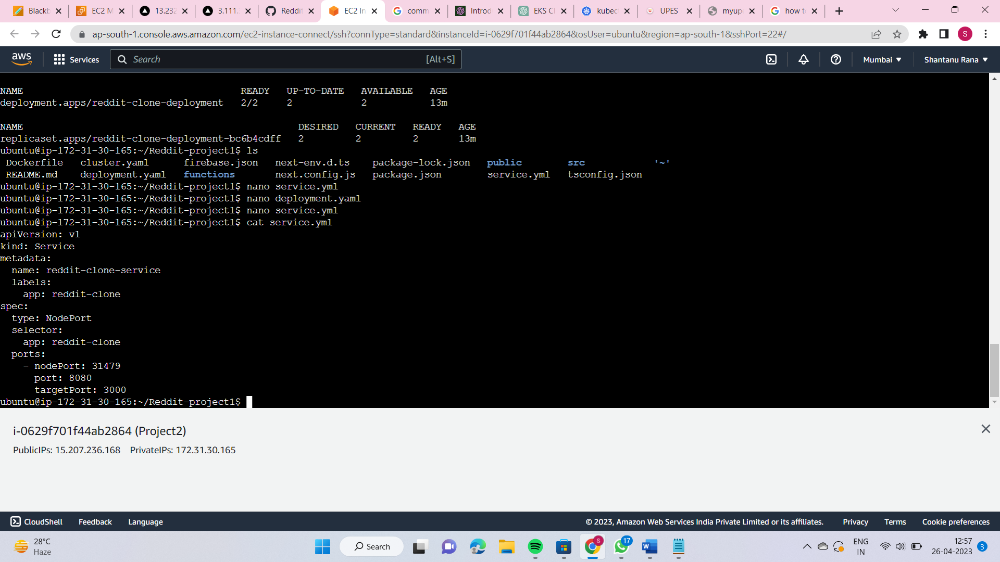 Blackb
EC2 M
13.232
3.111.
Reddit
EC2 In
comm
Introd
EKS Cl
kubec
UPES
myup
how t
ap-south-1.console.aws.amazon.com/ec2-instance-connect/ssh?connType=standard&instanceId=i-0629f701f44ab2864&osUser=ubuntu&region=ap-south-1&sshPort=22#/
S
aws Services Search [Alt+S] Mumbai Shantanu Rana
NAME READY UP-TO-DATE AVAILABLE AGE
deployment.apps/reddit-clone-deployment 2/2 2 2 13m
NAME DESIRED CURRENT READY AGE
replicaset.apps/reddit-clone-deployment-bc6b4cdff 2 2 2 13m
ubuntu@ip-172-31-30-165:~/Reddit-project1$ ls
Dockerfile cluster.yaml firebase.json next-env.d.ts package-lock.json public src '~'
README.md deployment.yaml functions next.config.js package.json service.yml tsconfig.json
ubuntu@ip-172-31-30-165:~/Reddit-project1$ nano service.yml
ubuntu@ip-172-31-30-165:~/Reddit-project1$ nano deployment.yaml
ubuntu@ip-172-31-30-165:~/Reddit-project1$ nano service.yml
ubuntu@ip-172-31-30-165:~/Reddit-project1$ cat service.yml
apiVersion: v1
kind: Service
metadata:
  name: reddit-clone-service
  labels:
    app: reddit-clone
spec:
  type: NodePort
  selector:
    app: reddit-clone
  ports:
    - nodePort: 31479
      port: 8080
      targetPort: 3000
ubuntu@ip-172-31-30-165:~/Reddit-project1$
i-0629f701f44ab2864 (Project2)
PublicIPs: 15.207.236.168 PrivateIPs: 172.31.30.165
CloudShell Feedback Language © 2023, Amazon Web Services India Private Limited or its affiliates. Privacy Terms Cookie preferences
28°C
Haze
Search
S
17
W
ENG
IN
12:57
26-04-2023
3